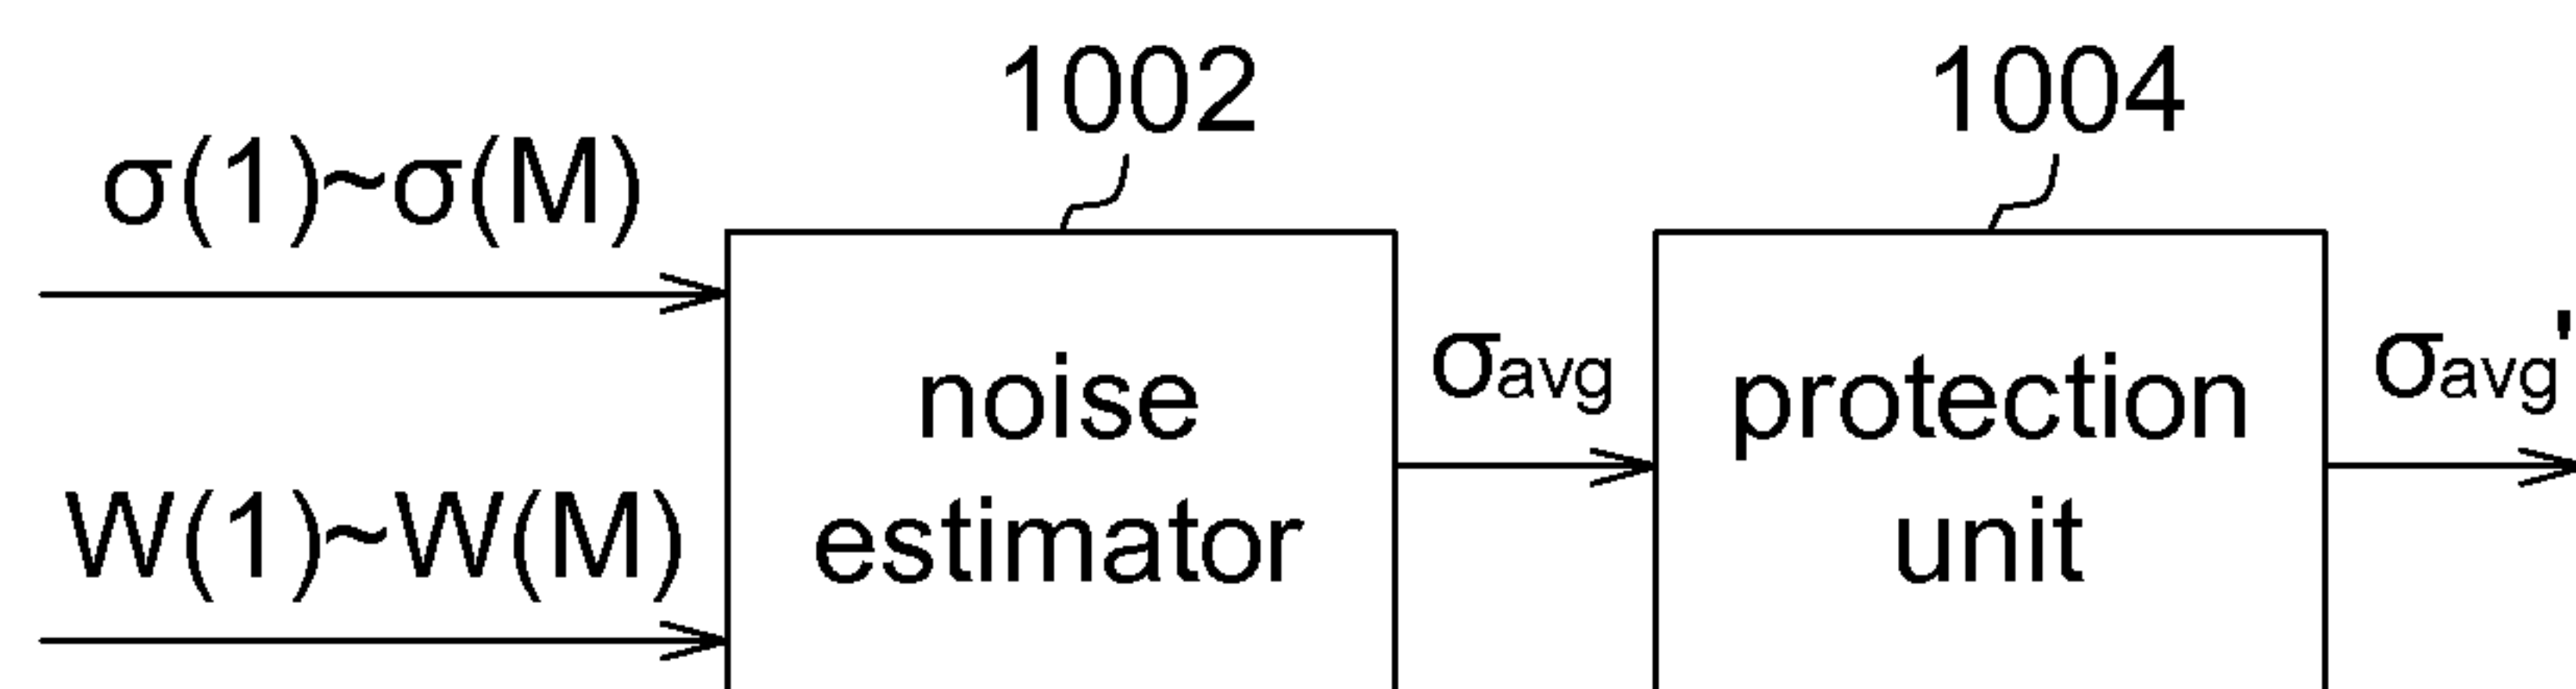 1002
1004
σ(1)~σ(M)
σavg
σavg'
noise
estimator
protection
unit
W(1)~W(M)